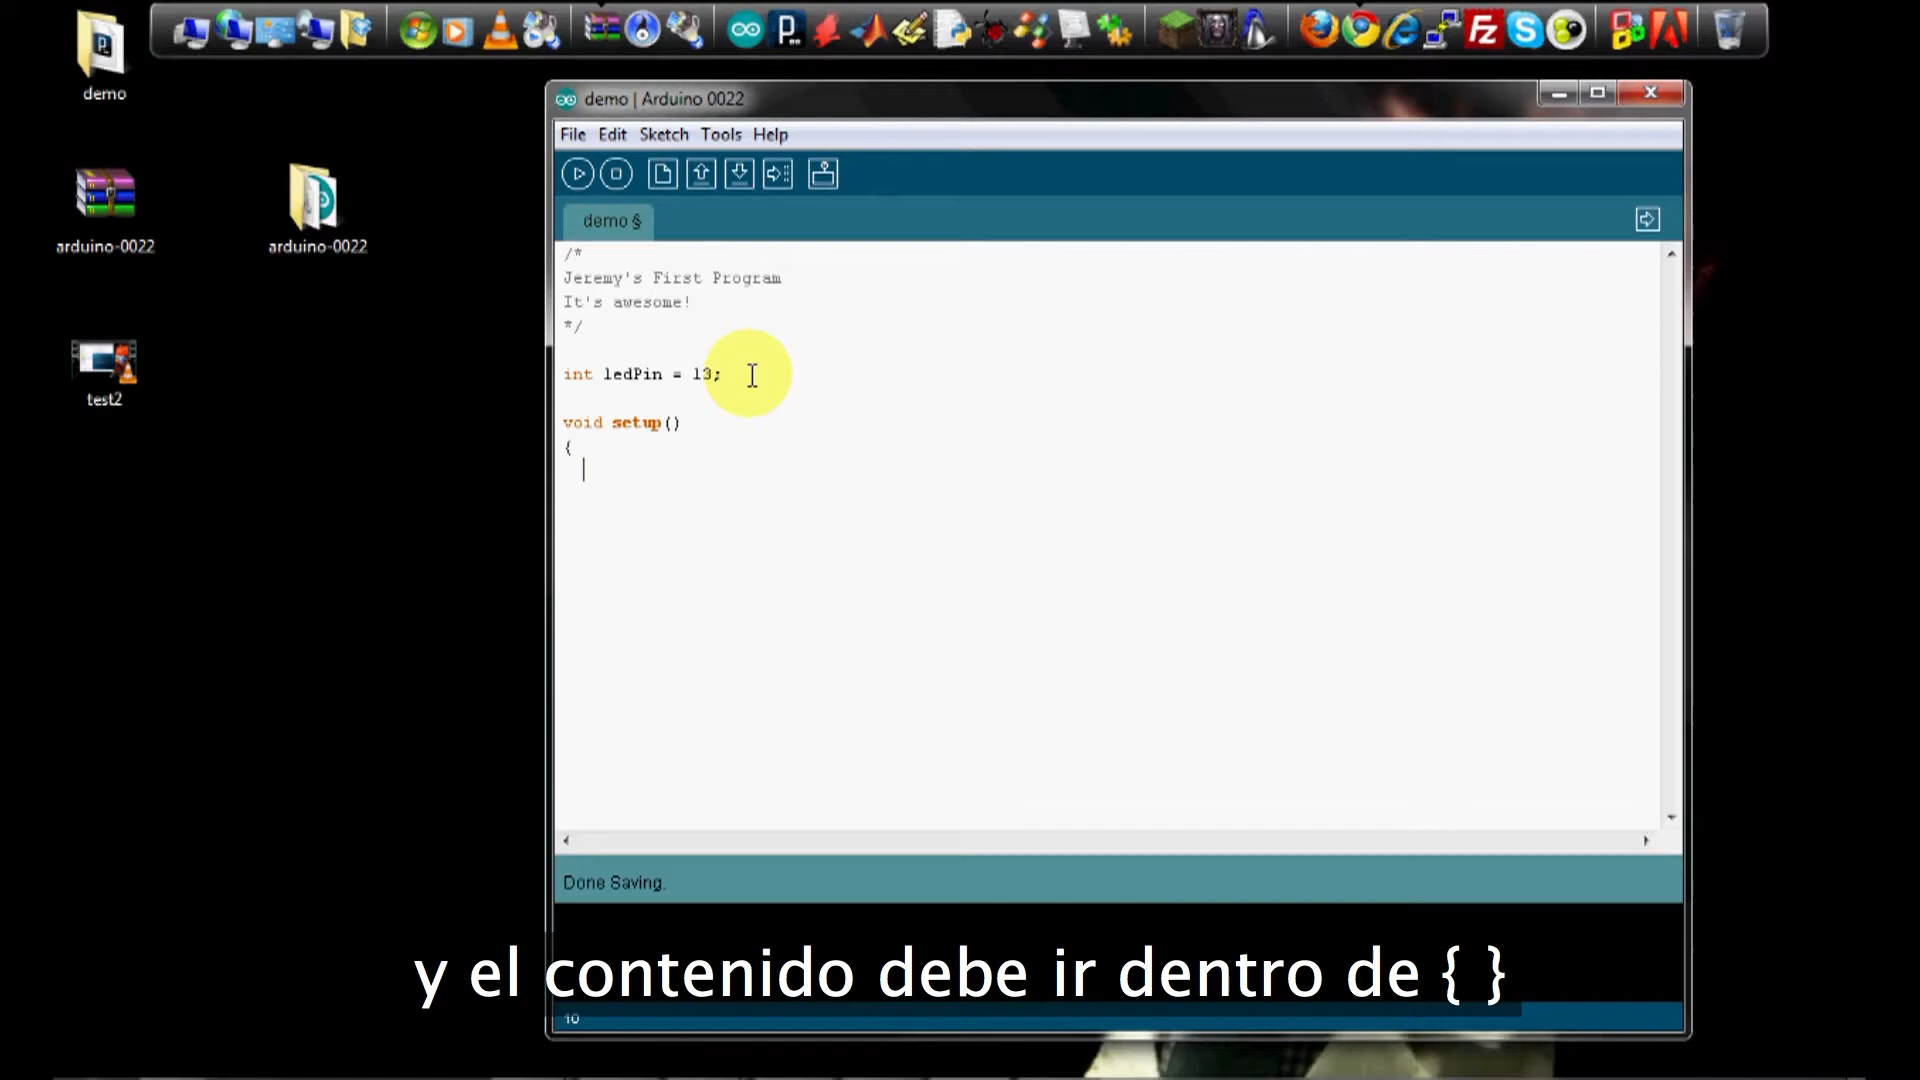 demo
arduino-0022
arduino-0022
test2
demo | Arduino 0022
File Edit Sketch Tools Help
demo §
/*
Jeremy's First Program
It's awesome!
*/
int ledPin = 13;
void setup()
{
Done Saving.
y el contenido debe ir dentro de { }
10